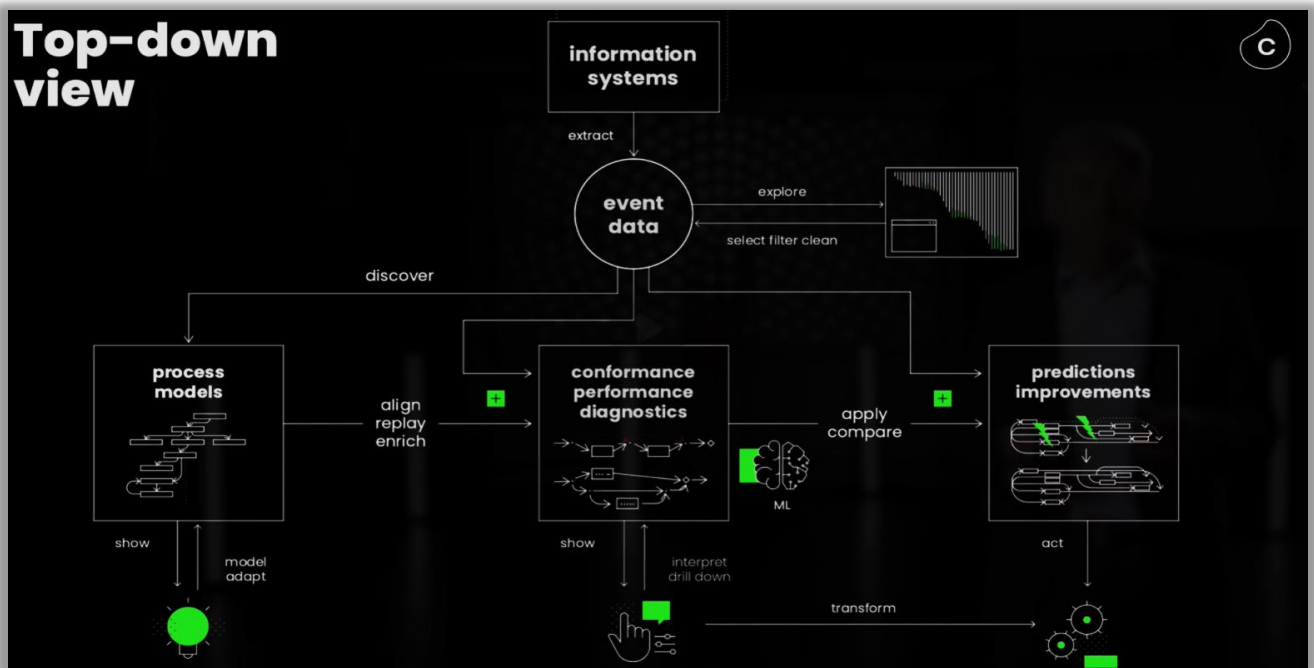 Top-down
view
information
systems
C
extract
event
data
explore
select filter clean
discover
process
models
align
replay
enrich
conformance
performance
diagnostics
apply
compare
predictions
improvements
ML
show
model
adapt
show
interpret
drill down
act
transform